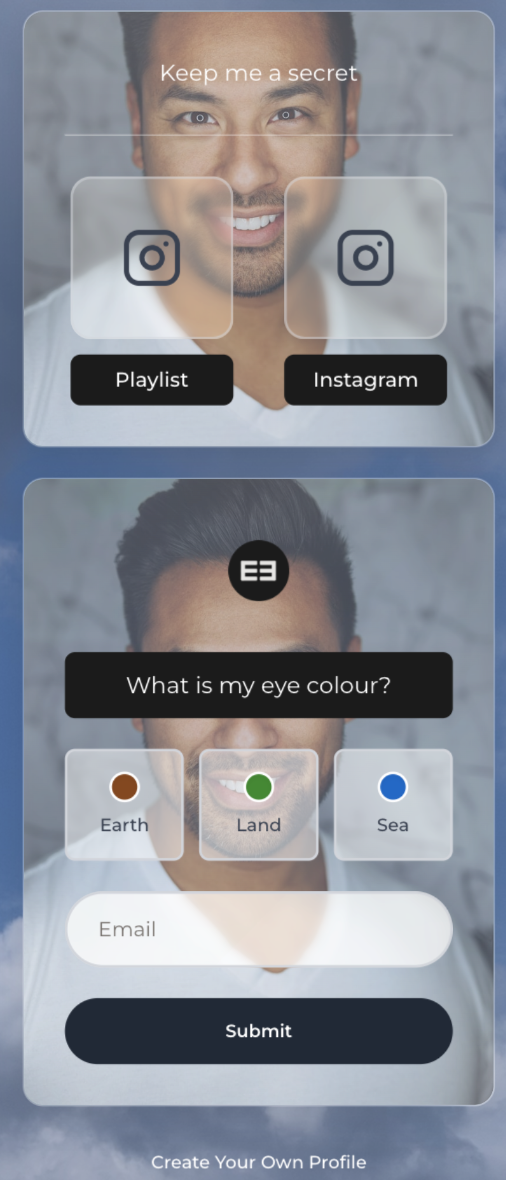 Keep me a secret
Playlist
Instagram
What is my eye colour?
Earth
Land
Sea
Email
Submit
Create Your Own Profile